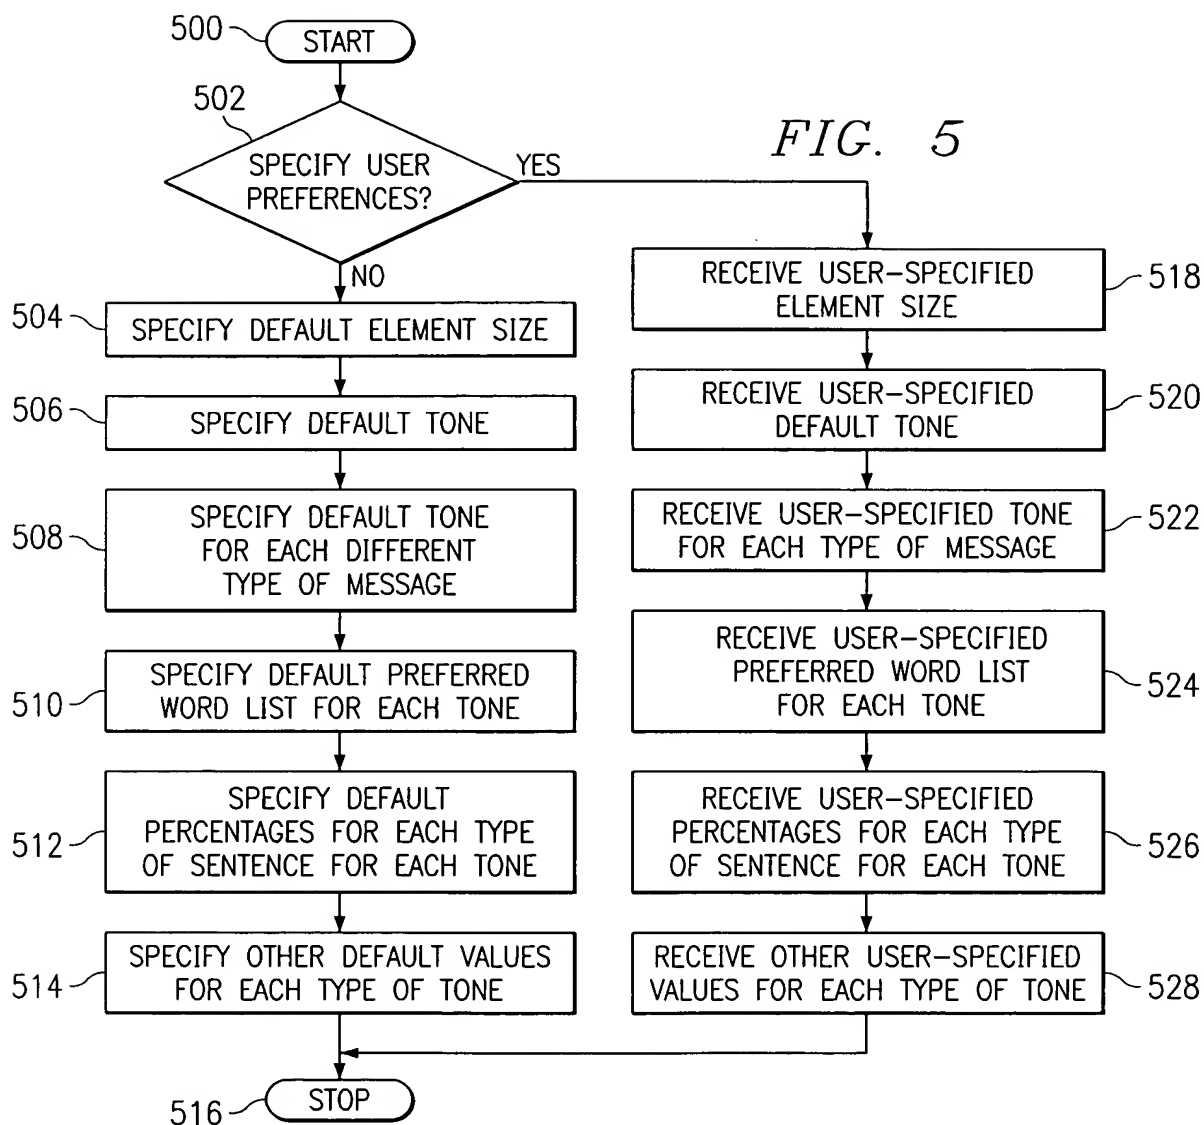 500
START
502
FIG. 5
SPECIFY USER
PREFERENCES?
YES
NO
504
SPECIFY DEFAULT ELEMENT SIZE
506
SPECIFY DEFAULT TONE
508
SPECIFY DEFAULT TONE
FOR EACH DIFFERENT
TYPE OF MESSAGE
510
SPECIFY DEFAULT PREFERRED
WORD LIST FOR EACH TONE
512
SPECIFY DEFAULT
PERCENTAGES FOR EACH TYPE
OF SENTENCE FOR EACH TONE
514
SPECIFY OTHER DEFAULT VALUES
FOR EACH TYPE OF TONE
RECEIVE USER-SPECIFIED
ELEMENT SIZE
518
RECEIVE USER-SPECIFIED
DEFAULT TONE
520
RECEIVE USER-SPECIFIED TONE
FOR EACH TYPE OF MESSAGE
522
RECEIVE USER-SPECIFIED
PREFERRED WORD LIST
FOR EACH TONE
524
RECEIVE USER-SPECIFIED
PERCENTAGES FOR EACH TYPE
OF SENTENCE FOR EACH TONE
526
RECEIVE OTHER USER-SPECIFIED
VALUES FOR EACH TYPE OF TONE
528
516
STOP